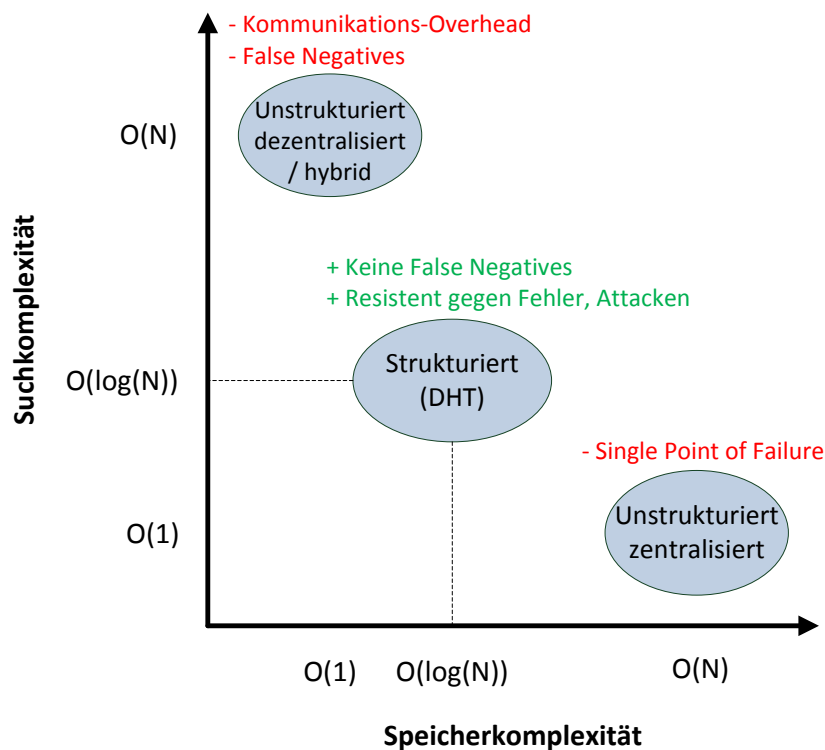 - Kommunikations-Overhead
- False Negatives
Unstrukturiert
dezentralisiert
/ hybrid
O(N)
Suchkomplexität
+ Keine False Negatives
+ Resistent gegen Fehler, Attacken
Strukturiert
(DHT)
O(log(N))
- Single Point of Failure
Unstrukturiert
zentralisiert
O(1)
O(1)
O(log(N))
O(N)
Speicherkomplexität